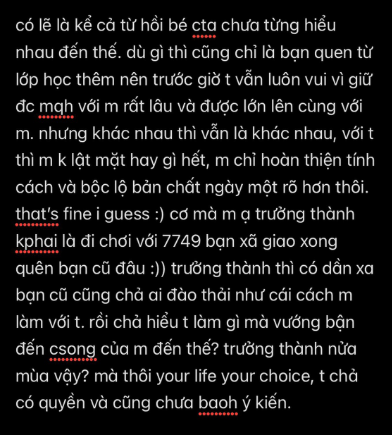 có lẽ là kể cả từ hồi bé cta chưa từng hiểu
nhau đến thế. dù gì thì cũng chỉ là bạn quen từ
lớp học thêm nên trước giờ t vẫn luôn vui vì giữ
đc mqh với m rất lâu và được lớn lên cùng với
m. nhưng khác nhau thì vẫn là khác nhau, với t
thì m k lật mặt hay gì hết, m chỉ hoàn thiện tính
cách và bộc lộ bản chất ngày một rõ hơn thôi.
that’s fine i guess :) cơ mà m ạ trưởng thành
kphai là đi chơi với 7749 bạn xã giao xong
quên bạn cũ đâu :)) trưởng thành thì có dần xa
bạn cũ cũng chả ai đào thải như cái cách m
làm với t. rồi chả hiểu t làm gì mà vướng bận
đến csong của m đến thế? trưởng thành nửa
mùa vậy? mà thôi your life your choice, t chả
có quyền và cũng chưa baoh ý kiến.